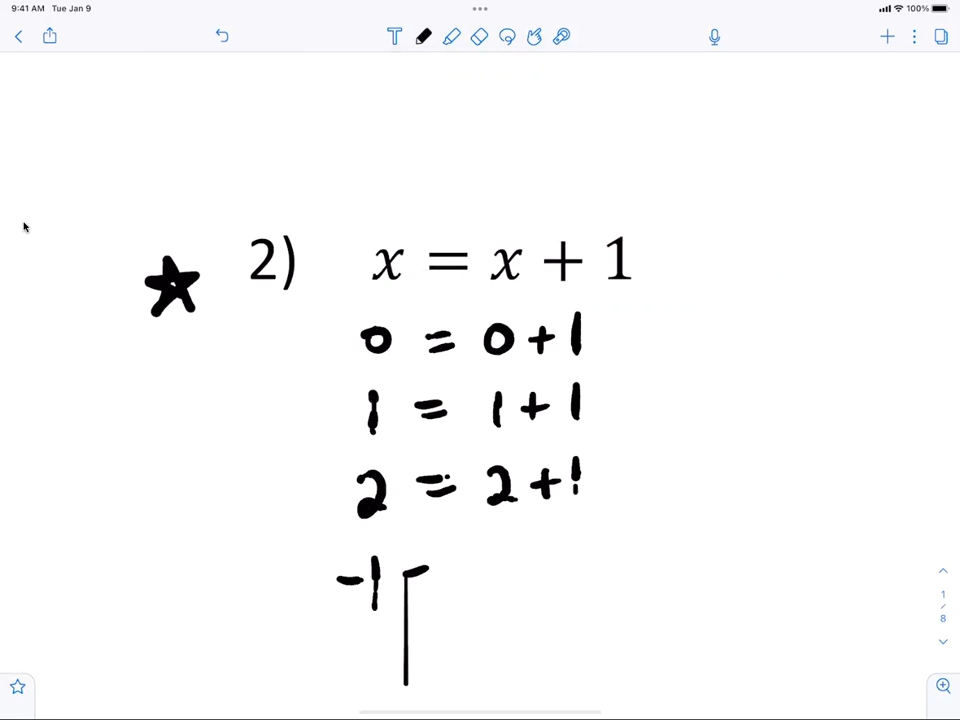 9:41 AM Tue Jan 9
100%
T
2) x = x + 1
0 = 0 + 1
1 = 1 + 1
2 = 2 + 1
-1
1
/
8